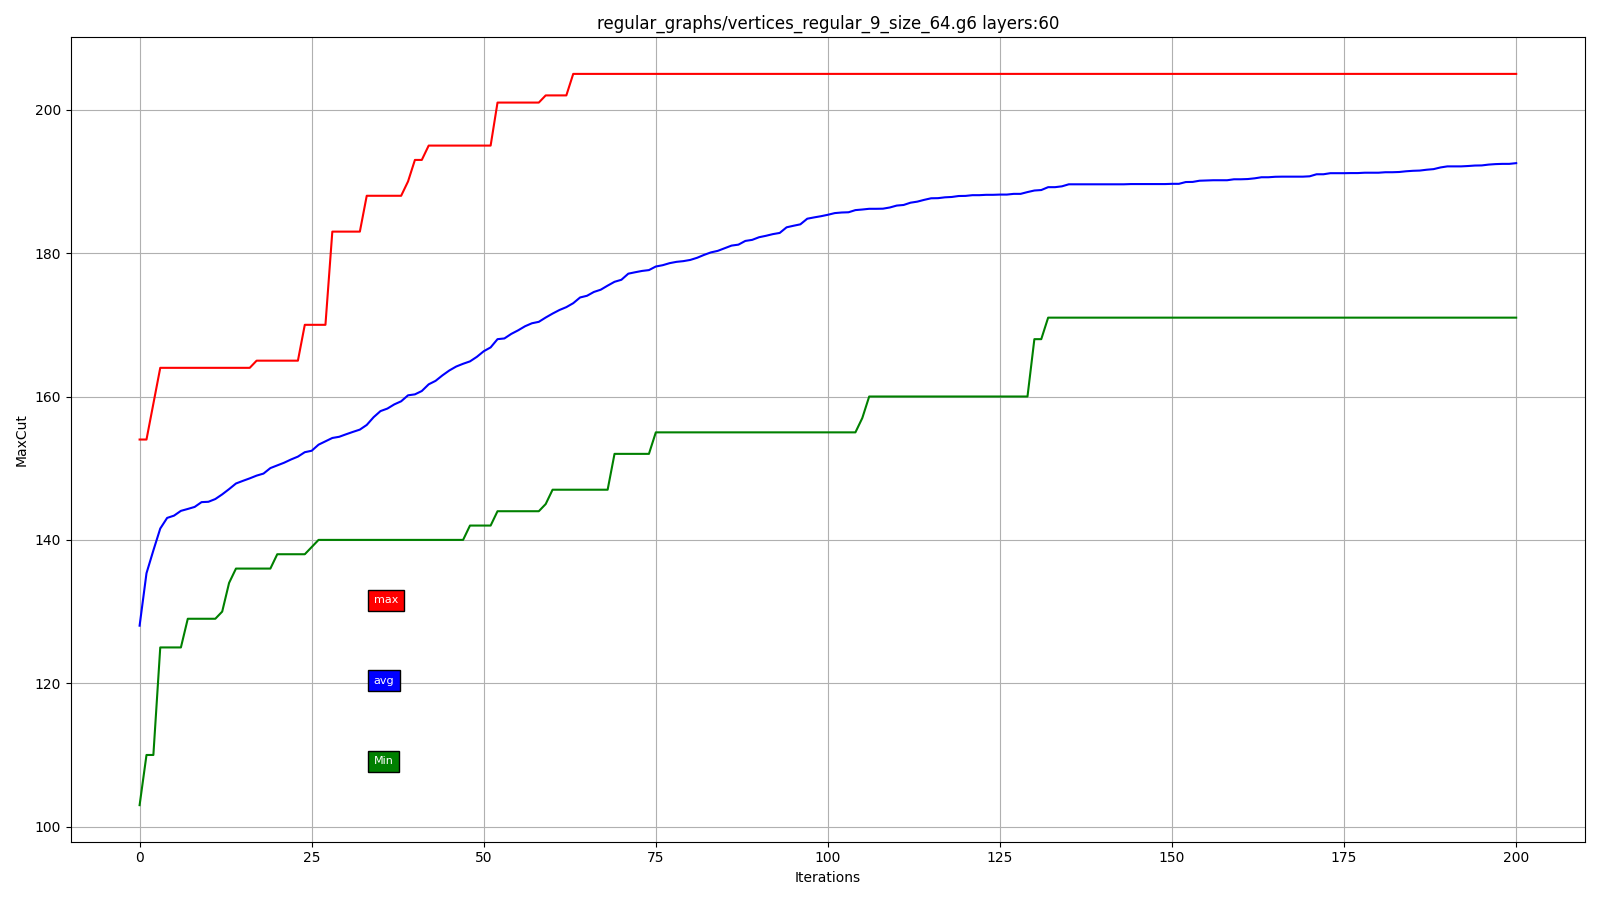 regular_graphs/vertices_regular_9_size_64.g6 layers:60
200
180
160
140
120
100
MaxCut
max
avg
Min
0 25 50 75 100 125 150 175 200
Iterations